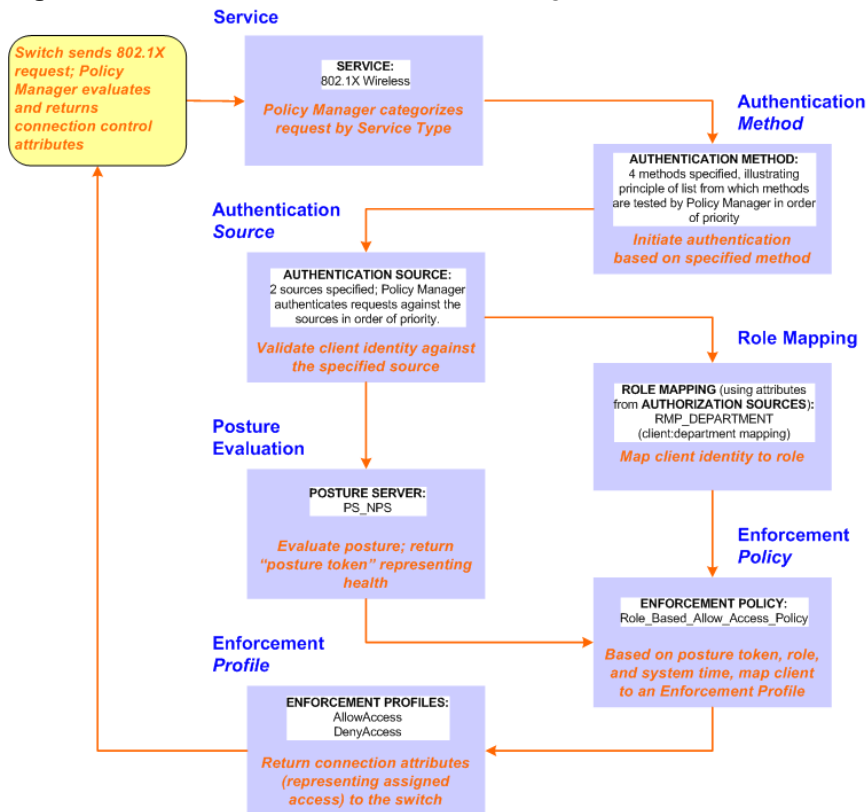 Service
Switch sends 802.1X
request; Policy
Manager evaluates
and returns
connection control
attributes
SERVICE:
802.1X Wireless
Policy Manager categorizes
request by Service Type
Authentication
Method
AUTHENTICATION METHOD:
4 methods specified, illustrating
principle of list from which methods
are tested by Policy Manager in order
of priority
Initiate authentication
based on specified method
Authentication
Source
AUTHENTICATION SOURCE:
2 sources specified; Policy Manager
authenticates requests against the
sources in order of priority.
Validate client identity against
the specified source
Role Mapping
ROLE MAPPING (using attributes
from AUTHORIZATION SOURCES):
RMP_DEPARTMENT
(client:department mapping)
Map client identity to role
Posture
Evaluation
POSTURE SERVER:
PS_NPS
Evaluate posture; return
“posture token” representing
health
Enforcement
Policy
ENFORCEMENT POLICY:
Role_Based_Allow_Access_Policy
Based on posture token, role,
and system time, map client
to an Enforcement Profile
Enforcement
Profile
ENFORCEMENT PROFILES:
AllowAccess
DenyAccess
Return connection attributes
(representing assigned
access) to the switch